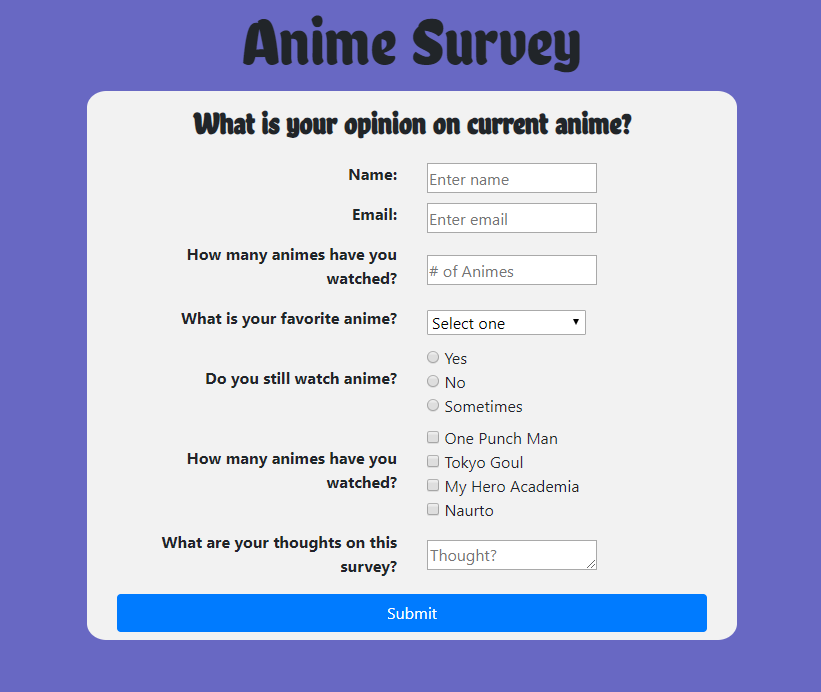 Anime Survey
What is your opinion on current anime?
Name:
Enter name
Email:
Enter email
How many animes have you
watched?
# of Animes
What is your favorite anime?
Select one
Do you still watch anime?
Yes
No
Sometimes
How many animes have you
watched?
One Punch Man
Tokyo Goul
My Hero Academia
Naurto
What are your thoughts on this
survey?
Thought?
Submit